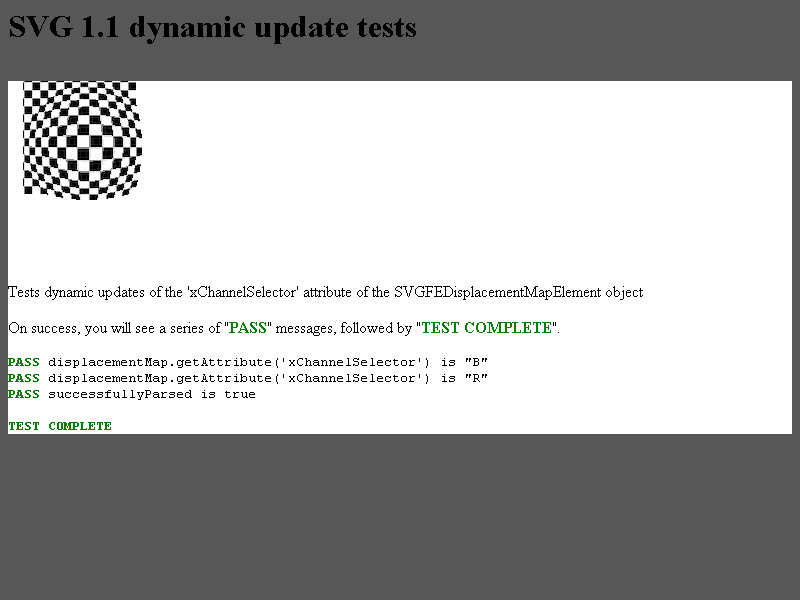 SVG 1.1 dynamic update tests
Tests dynamic updates of the 'xChannelSelector' attribute of the SVGFEDisplacementMapElement object
On success, you will see a series of "PASS" messages, followed by "TEST COMPLETE".
PASS displacementMap.getAttribute('xChannelSelector') is "B"
PASS displacementMap.getAttribute('xChannelSelector') is "R"
PASS successfullyParsed is true
TEST COMPLETE